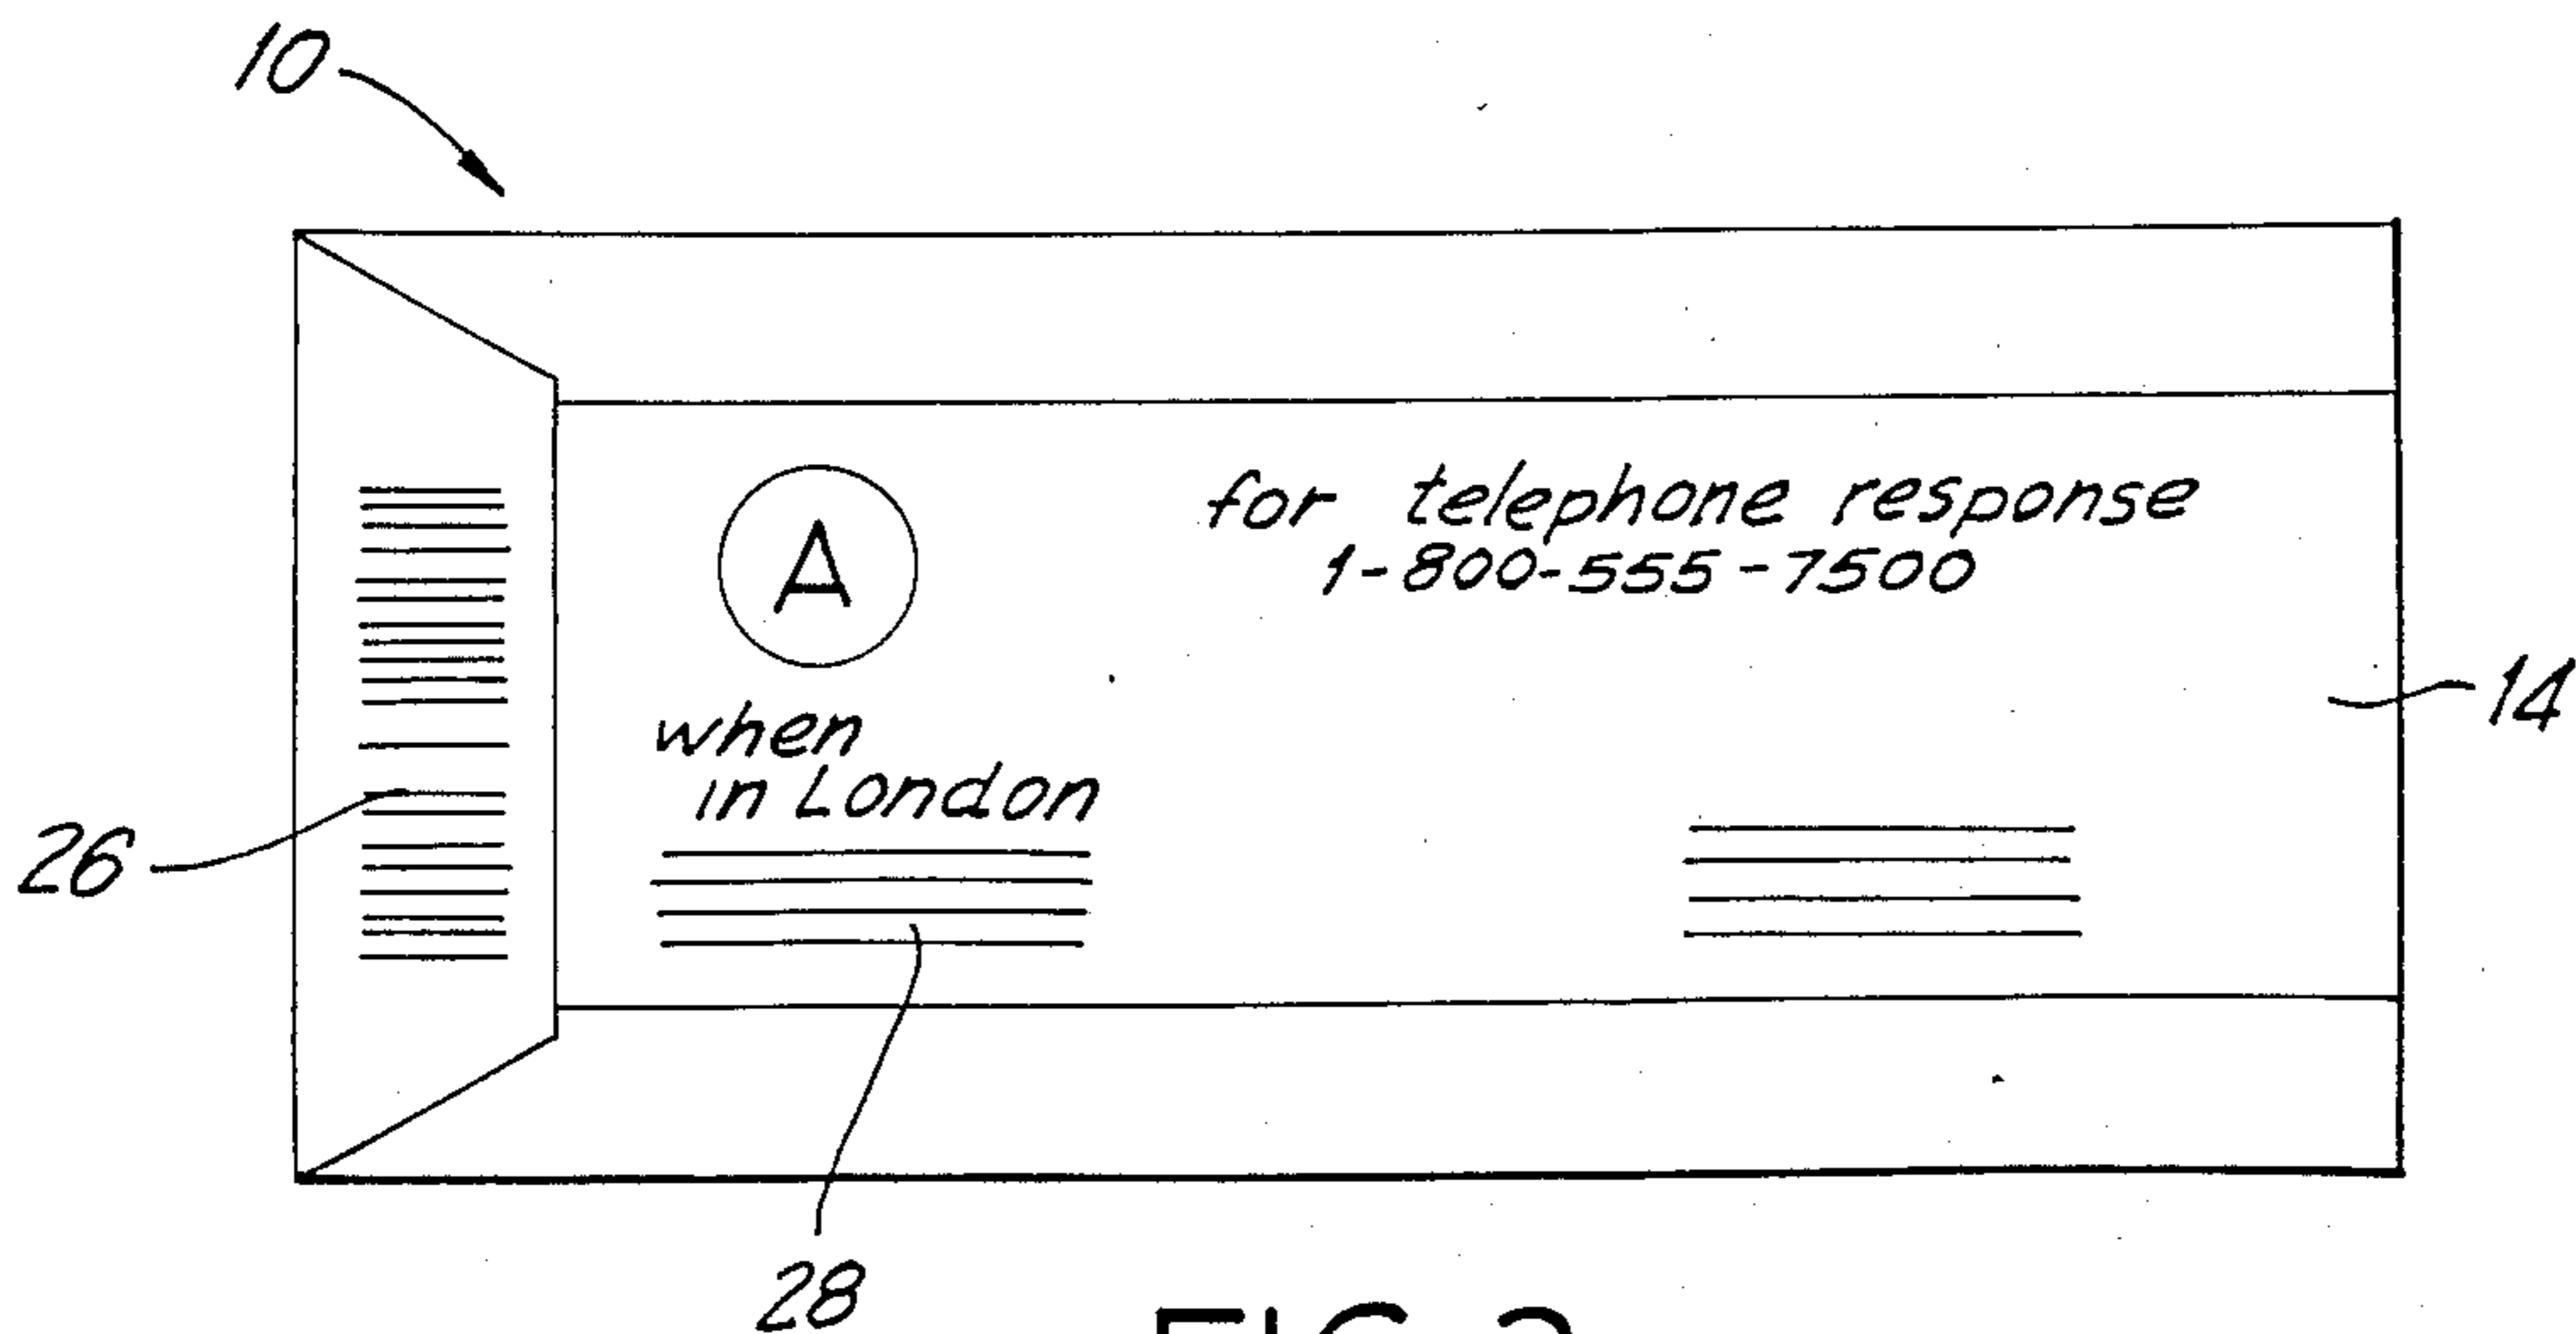 10
for telephone response
1-800-555-7500
A
14
when
in London
26
28